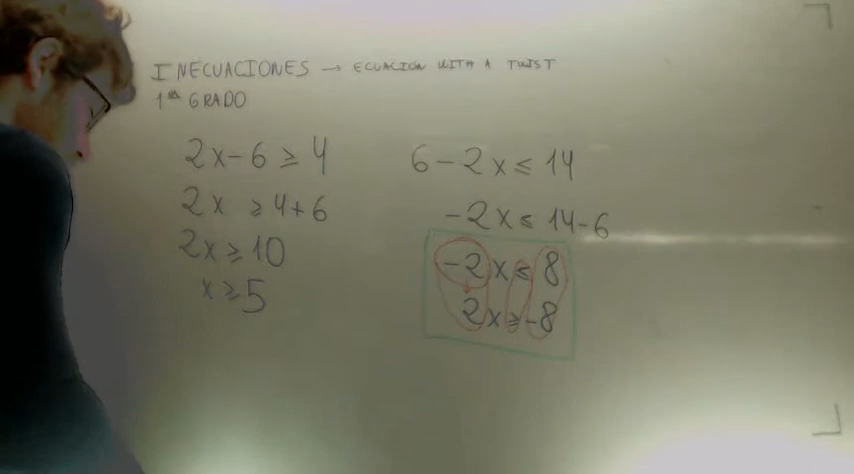 INECUACIONES → ECUACION WITH A TWIST
1ER GRADO
2x-6 ≥ 4
2x ≥ 4+6
2x ≥ 10
x ≥ 5
6-2x ≤ 14
-2x ≤ 14-6
-2x ≤ 8
2x ≥ -8